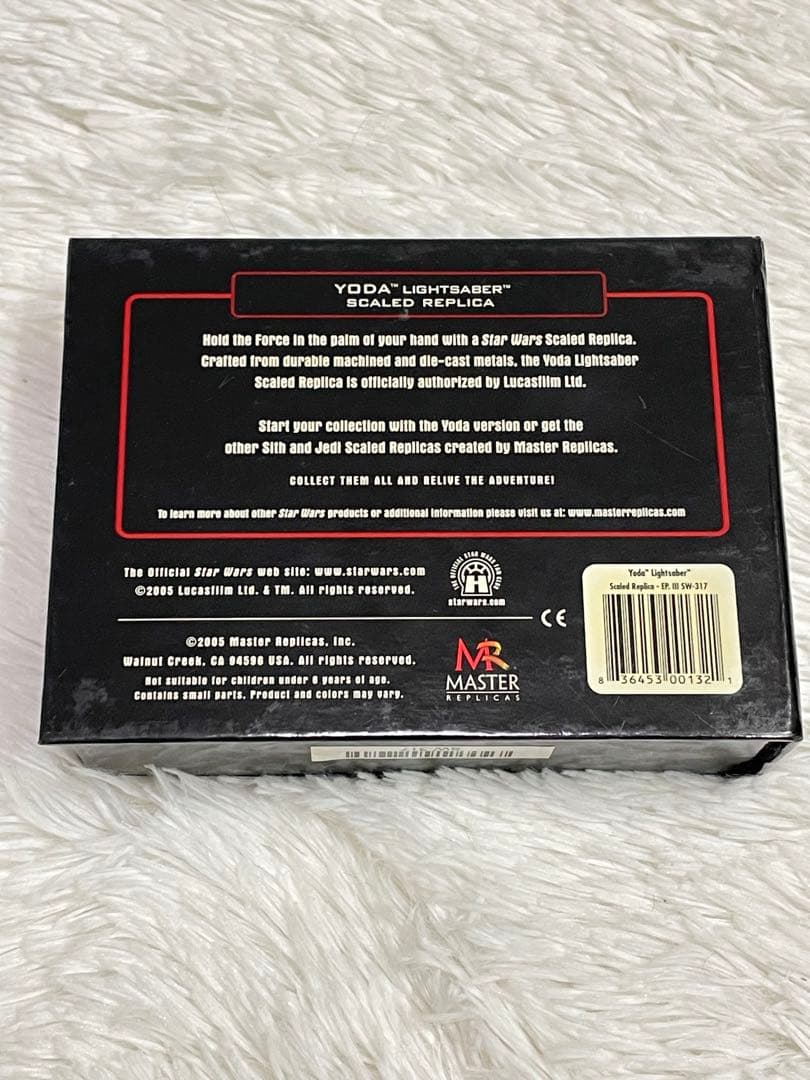 YODA™ LIGHTSABER™
SCALED REPLICA
Hold the Force in the palm of your hand with a Star Wars Scaled Replica.
Crafted from durable machined and die-cast metals, the Yoda Lightsaber
Scaled Replica is officially authorized by Lucasfilm Ltd.
Start your collection with the Yoda version or get the
other Sith and Jedi Scaled Replicas created by Master Replicas.
COLLECT THEM ALL AND RELIVE THE ADVENTURE!
To learn more about other Star Wars products or additional information please visit us at: www.masterreplicas.com
The Official Star Wars web site: www.starwars.com
©2005 Lucasfilm Ltd. & TM. All rights reserved.
THE OFFICIAL STAR WARS FAN CLUB
starwars.com
CE
©2005 Master Replicas, Inc.
Walnut Creek, CA 94596 USA. All rights reserved.
Not suitable for children under 6 years of age.
Contains small parts. Product and colors may vary.
MR
MASTER
REPLICAS
Yoda™ Lightsaber™
Scaled Replica - EP. III SW-317
8 36453 00132 1